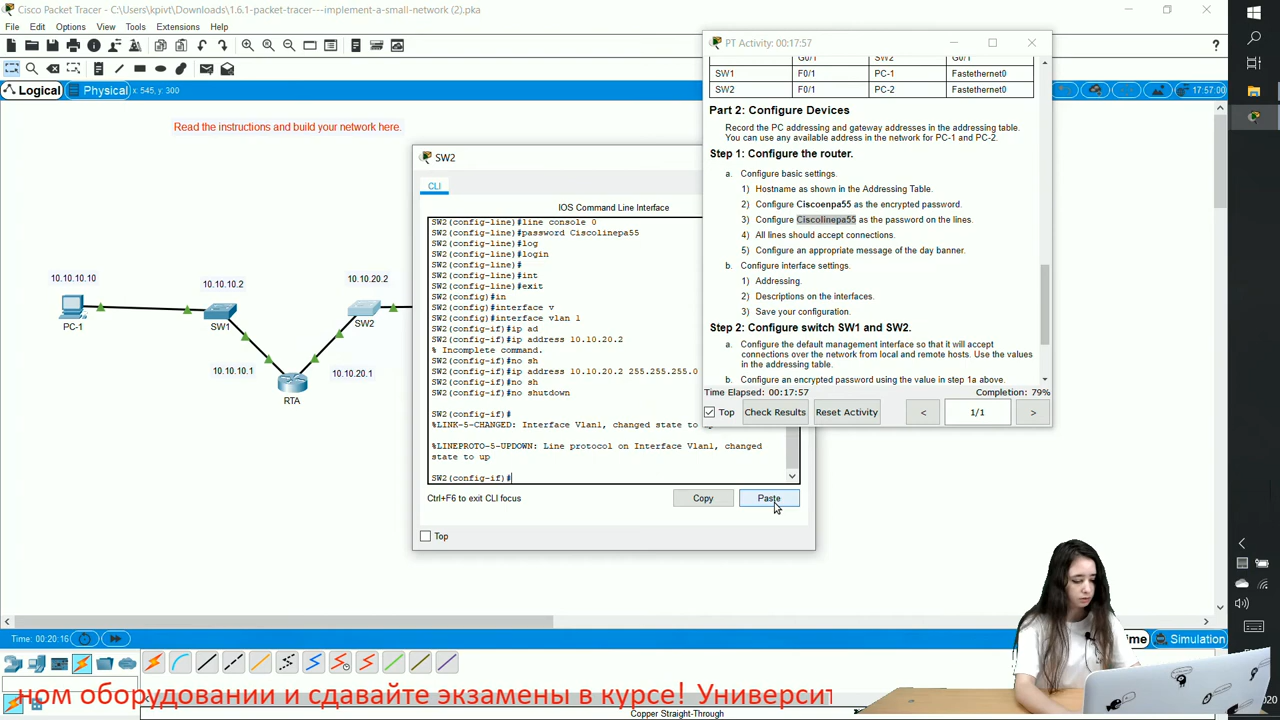 Cisco Packet Tracer - C:\Users\kpivt\Downloads\1.6.1-packet-tracer---implement-a-small-network (2).pka
File Edit Options View Tools Extensions Help
Logical Physical x: 545, y: 300
17:57:00
Read the instructions and build your network here.
10.10.10.10
PC-1
10.10.10.2
SW1
10.10.20.2
SW2
10.10.10.1
RTA
10.10.20.1
SW2
CLI
IOS Command Line Interface
SW2(config-line)#line console 0
SW2(config-line)#password Ciscolinepa55
SW2(config-line)#log
SW2(config-line)#login
SW2(config-line)#
SW2(config-line)#int
SW2(config-line)#exit
SW2(config)#in
SW2(config)#interface v
SW2(config)#interface vlan 1
SW2(config-if)#ip ad
SW2(config-if)#ip address 10.10.20.2
% Incomplete command.
SW2(config-if)#no sh
SW2(config-if)#ip address 10.10.20.2 255.255.255.0
SW2(config-if)#no sh
SW2(config-if)#no shutdown
SW2(config-if)#
%LINK-5-CHANGED: Interface Vlan1, changed state to up
%LINEPROTO-5-UPDOWN: Line protocol on Interface Vlan1, changed
state to up
SW2(config-if)#
Ctrl+F6 to exit CLI focus
Copy
Paste
Top
PT Activity: 00:17:57
G0/1 SW2 G0/1
SW1 F0/1 PC-1 Fastethernet0
SW2 F0/1 PC-2 Fastethernet0
Part 2: Configure Devices
Record the PC addressing and gateway addresses in the addressing table.
You can use any available address in the network for PC-1 and PC-2.
Step 1: Configure the router.
a. Configure basic settings.
1) Hostname as shown in the Addressing Table.
2) Configure Ciscoenpa55 as the encrypted password.
3) Configure Ciscolinepa55 as the password on the lines.
4) All lines should accept connections.
5) Configure an appropriate message of the day banner.
b. Configure interface settings.
1) Addressing.
2) Descriptions on the interfaces.
3) Save your configuration.
Step 2: Configure switch SW1 and SW2.
a. Configure the default management interface so that it will accept
connections over the network from local and remote hosts. Use the values
in the addressing table.
b. Configure an encrypted password using the value in step 1a above.
Time Elapsed: 00:17:57 Completion: 79%
Top
Check Results
Reset Activity
<
1/1
>
Time: 00:20:16
Simulation
ном оборудовании и сдавайте экзамены в курсе! Университ
Copper Straight-Through